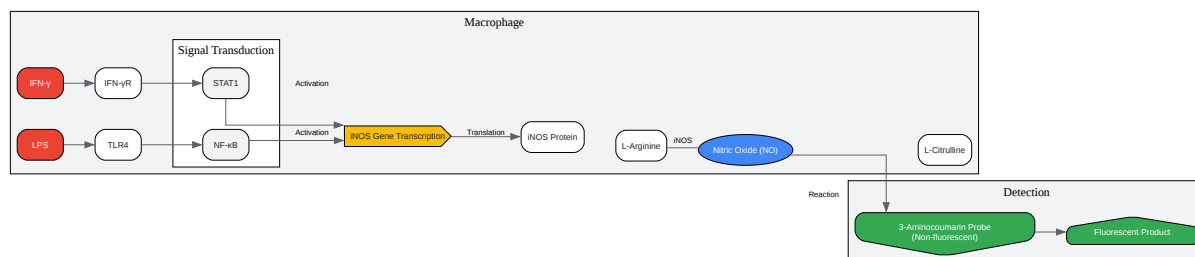 Macrophage
Signal Transduction
IFN-γ
IFN-γR
STAT1
Activation
LPS
TLR4
NF-κB
Activation
iNOS Gene Transcription
Translation
iNOS Protein
L-Arginine
iNOS
Nitric Oxide (NO)
L-Citrulline
Reaction
Detection
3-Aminocoumarin Probe
(Non-fluorescent)
Fluorescent Product